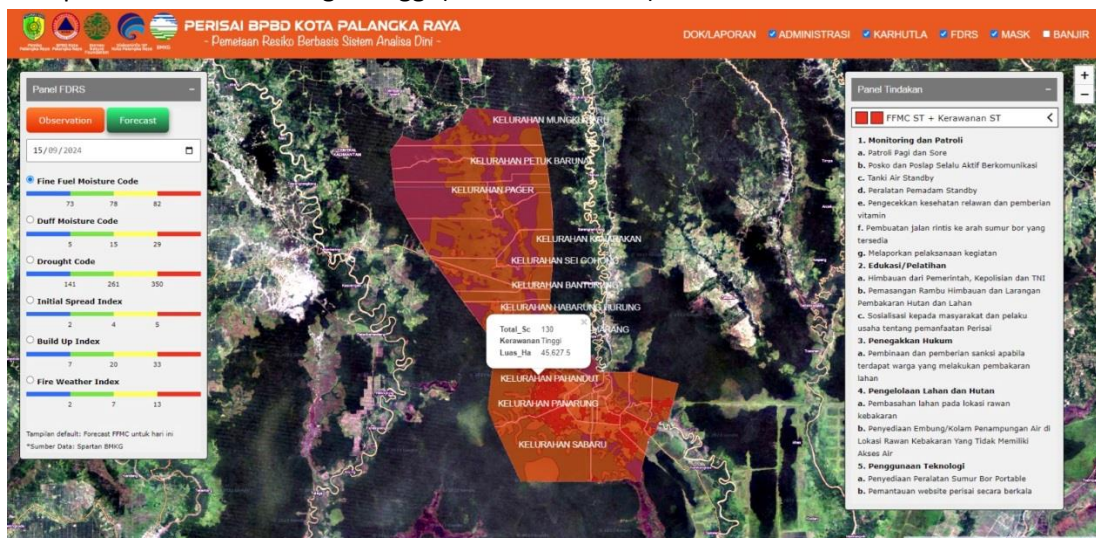 PERISAI BPBD KOTA PALANGKA RAYA
- Pemetaan Resiko Berbasis Sistem Analisa Dini -
DOK/LAPORAN ADMINISTRASI KARHUTLA FDRS MASK BANJIR
BMKG
Panel FDRS –
Observation Forecast
15/09/2024
Fine Fuel Moisture Code
73 78 82
Duff Moisture Code
5 15 29
Drought Code
141 261 350
Initial Spread Index
2 4 5
Build Up Index
7 20 33
Fire Weather Index
2 7 13
Tampilan default: Forecast FFMC untuk hari ini
*Sumber Data: Spartan BMKG
KELURAHAN PETUK BARUNAI
KELURAHAN PAGER
KELURAHAN KANARAKAN
KELURAHAN SEI GOHONG
KELURAHAN BANTURUNG
KELURAHAN HABARUNG HURUNG
Total_Sc 130 ×
Kerawanan Tinggi
Luas_Ha 45.627.5
KELURAHAN PAHANDUT
KELURAHAN PANARUNG
KELURAHAN SABARU
+
−
Panel Tindakan –
FFMC ST + Kerawanan ST
1. Monitoring dan Patroli
a. Patroli Pagi dan Sore
b. Posko dan Poslap Selalu Aktif Berkomunikasi
c. Tanki Air Standby
d. Peralatan Pemadam Standby
e. Pengecekkan kesehatan relawan dan pemberian
vitamin
f. Pembuatan jalan rintis ke arah sumur bor yang
tersedia
g. Melaporkan pelaksanaan kegiatan
2. Edukasi/Pelatihan
a. Himbauan dari Pemerintah, Kepolisian dan TNI
b. Pemasangan Rambu Himbauan dan Larangan
Pembakaran Hutan dan Lahan
c. Sosialisasi kepada masyarakat dan pelaku
usaha tentang pemanfaatan Perisai
3. Penegakkan Hukum
a. Pembinaan dan pemberian sanksi apabila
terdapat warga yang melakukan pembakaran
lahan
4. Pengelolaan Lahan dan Hutan
a. Pembasahan lahan pada lokasi rawan
kebakaran
b. Penyediaan Embung/Kolam Penampungan Air di
Lokasi Rawan Kebakaran Yang Tidak Memiliki
Akses Air
5. Penggunaan Teknologi
a. Penyediaan Peralatan Sumur Bor Portable
b. Pemantauan website perisai secara berkala